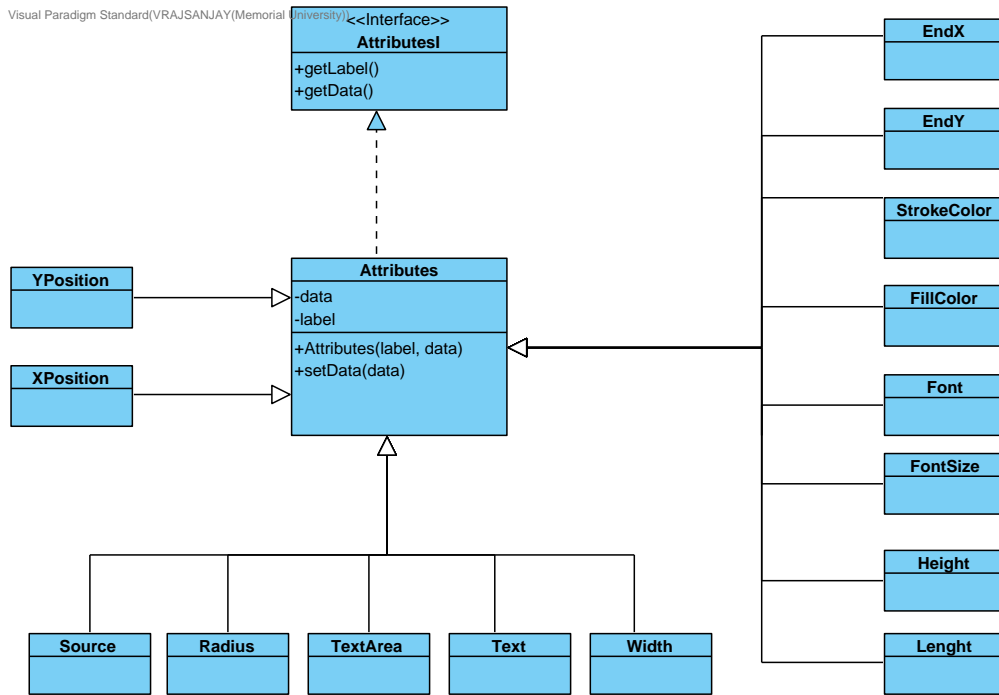 Visual Paradigm Standard(VRAJSANJAY(Memorial University))
<<Interface>>
AttributesI
+getLabel()
+getData()
EndX
EndY
StrokeColor
FillColor
Font
FontSize
Height
Lenght
YPosition
XPosition
Attributes
-data
-label
+Attributes(label, data)
+setData(data)
Source
Radius
TextArea
Text
Width